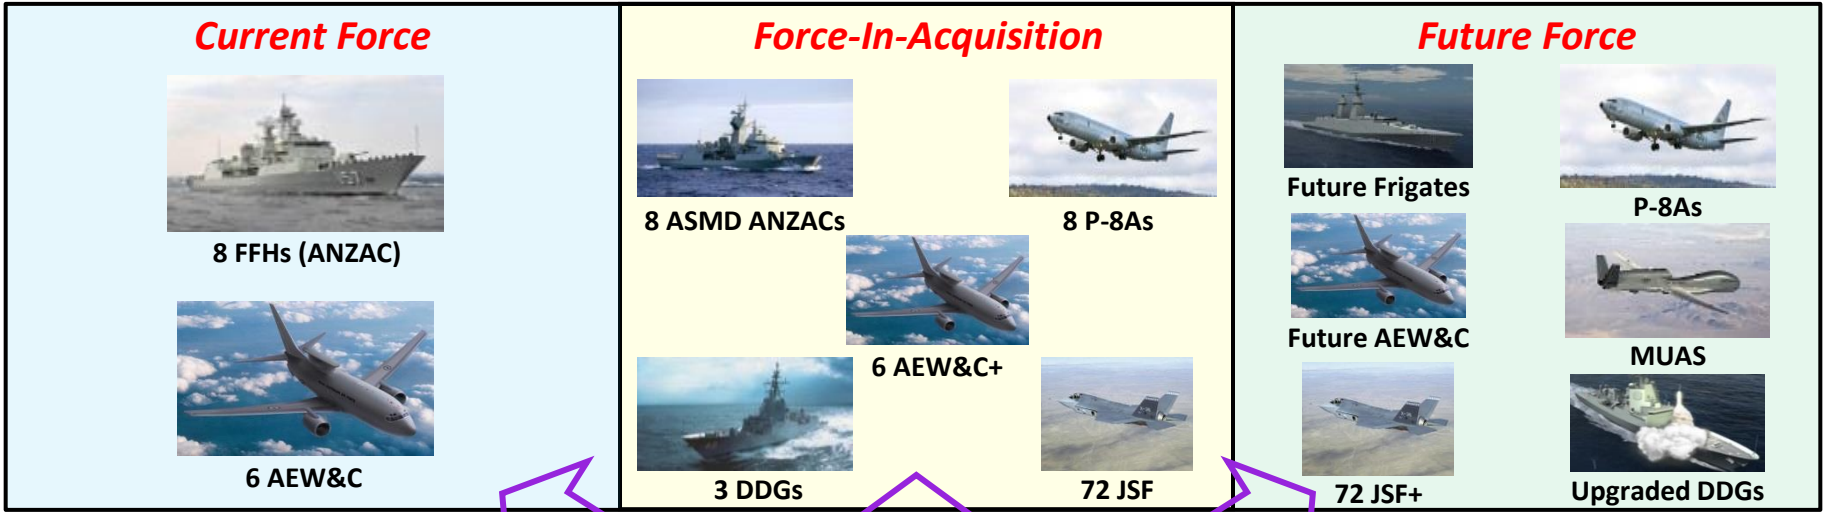 Current Force
8 FFHs (ANZAC)
6 AEW&C
Force-In-Acquisition
8 ASMD ANZACs
8 P-8As
6 AEW&C+
3 DDGs
72 JSF
Future Force
Future Frigates
P-8As
Future AEW&C
MUAS
72 JSF+
Upgraded DDGs